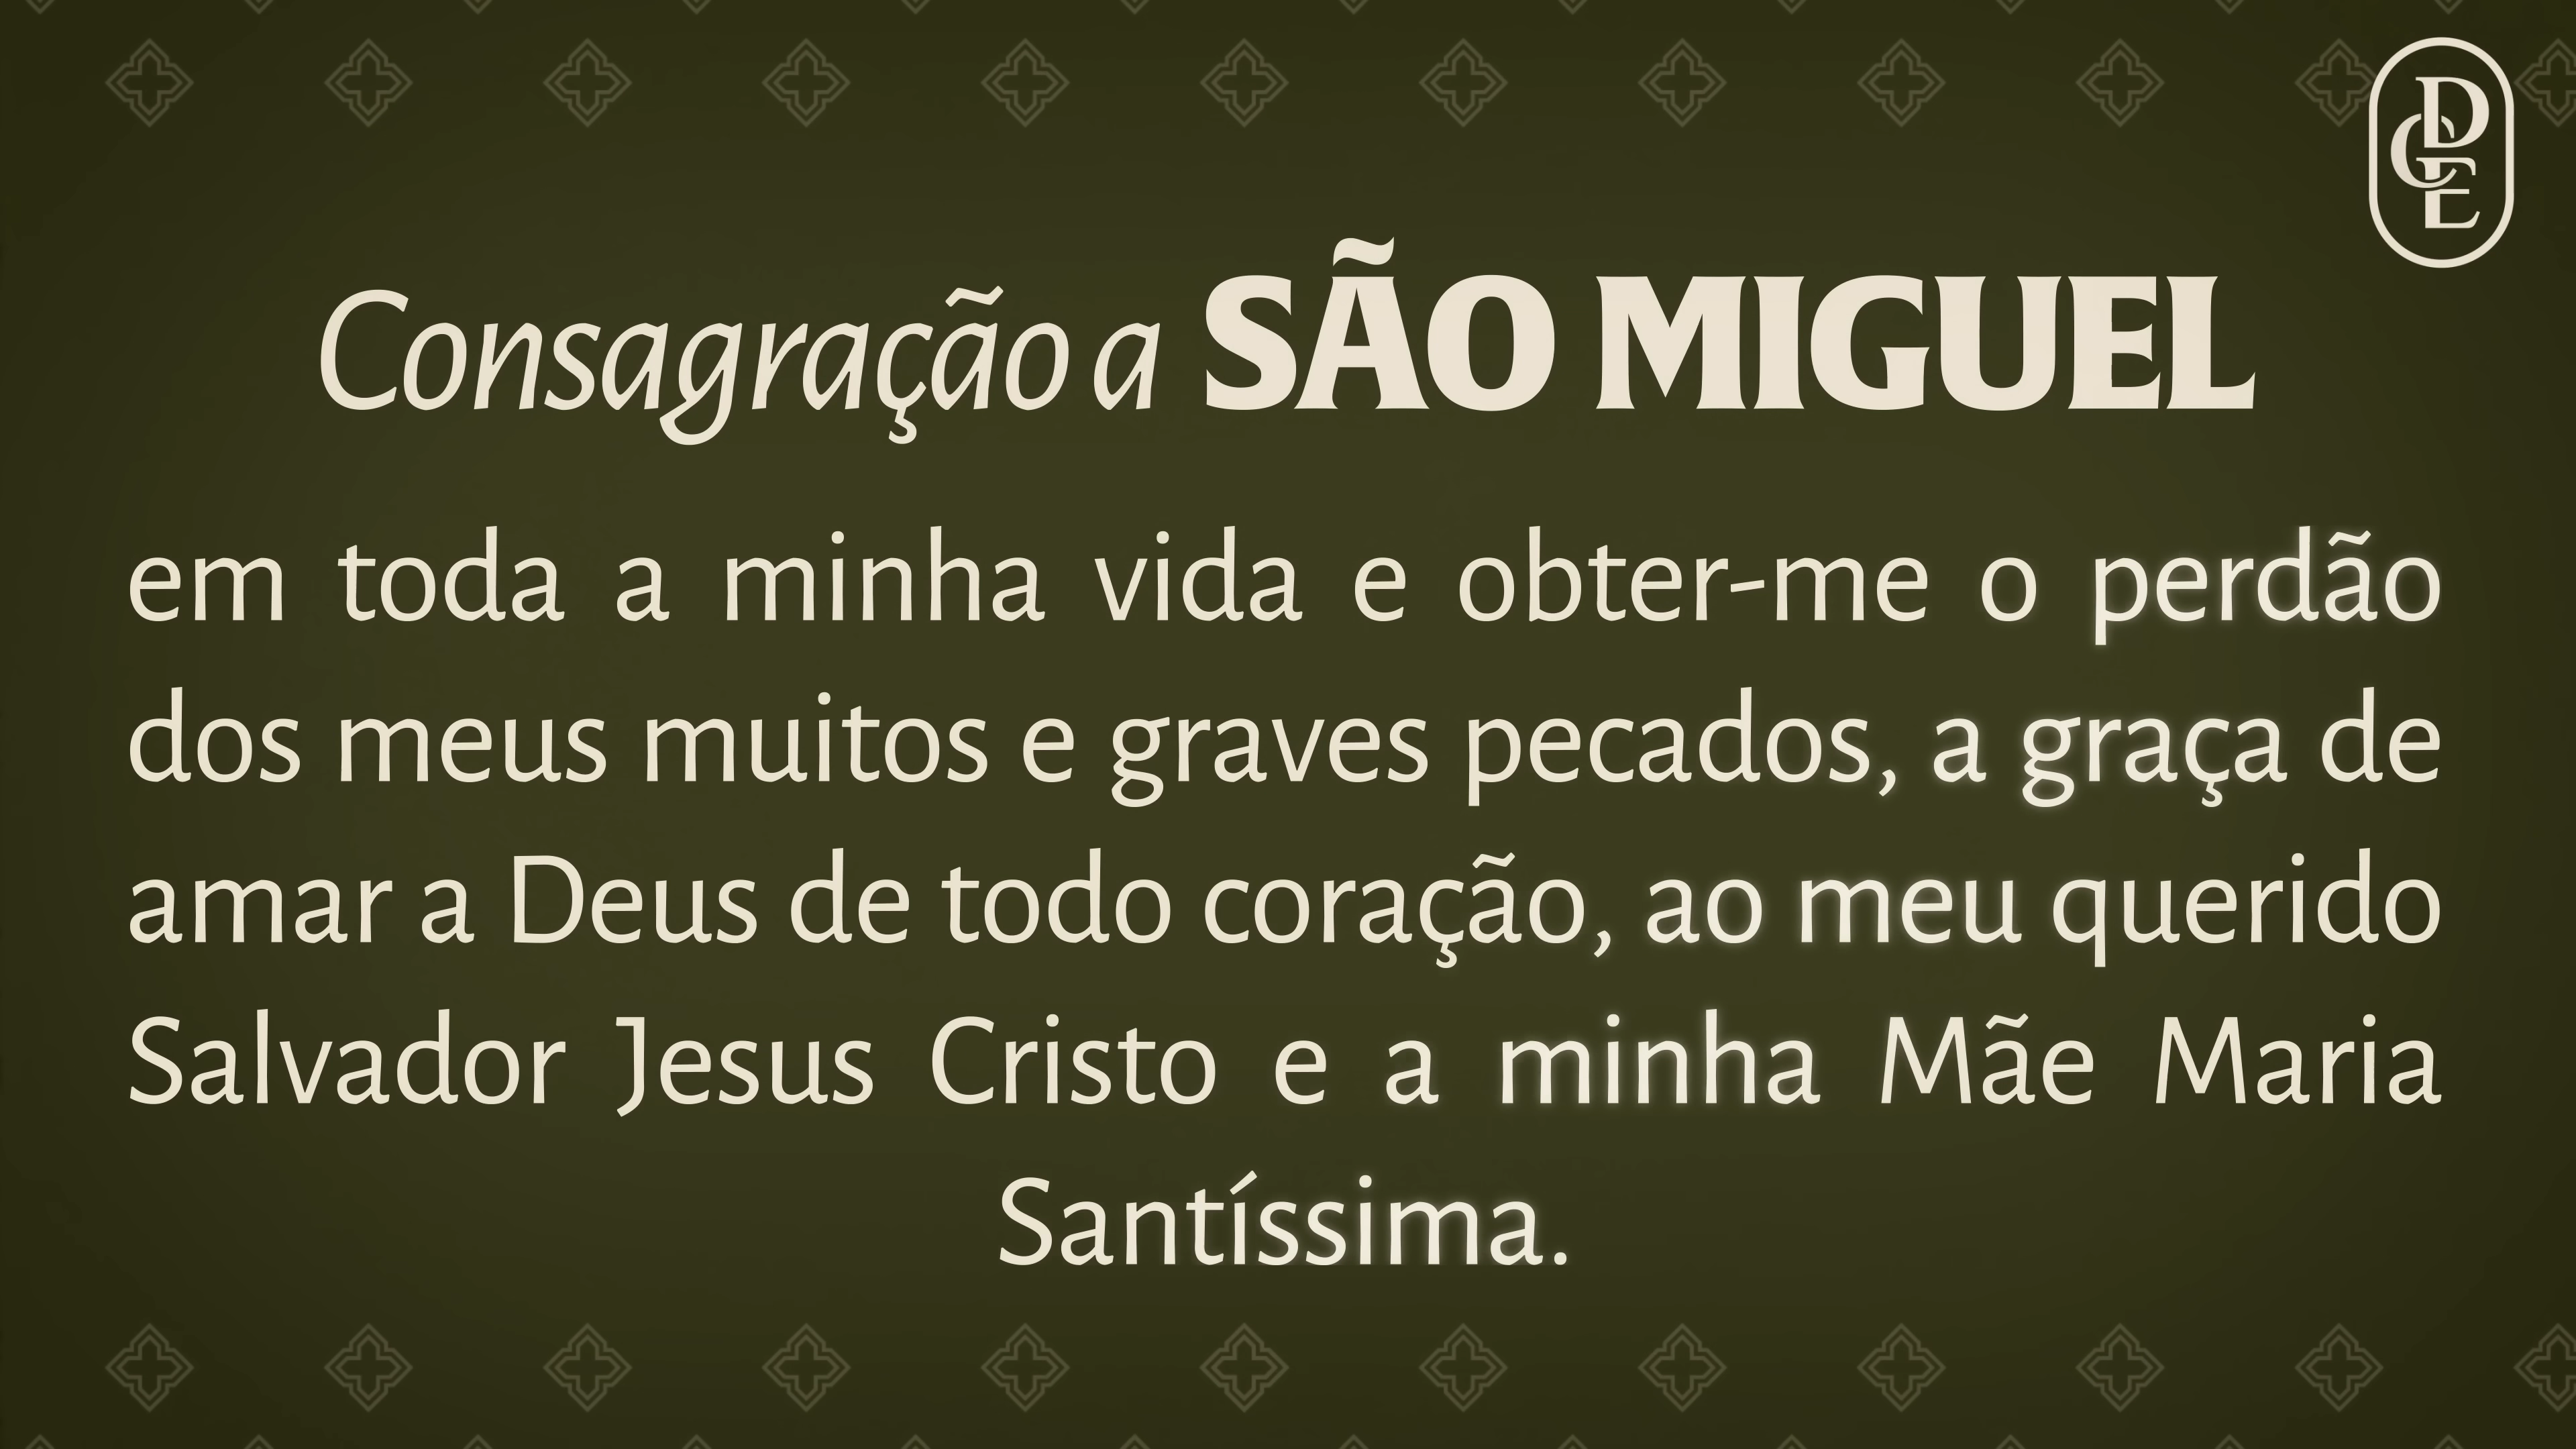 DCE
Consagração a SÃO MIGUEL
em toda a minha vida e obter-me o perdão
dos meus muitos e graves pecados, a graça de
amar a Deus de todo coração, ao meu querido
Salvador Jesus Cristo e a minha Mãe Maria
Santíssima.